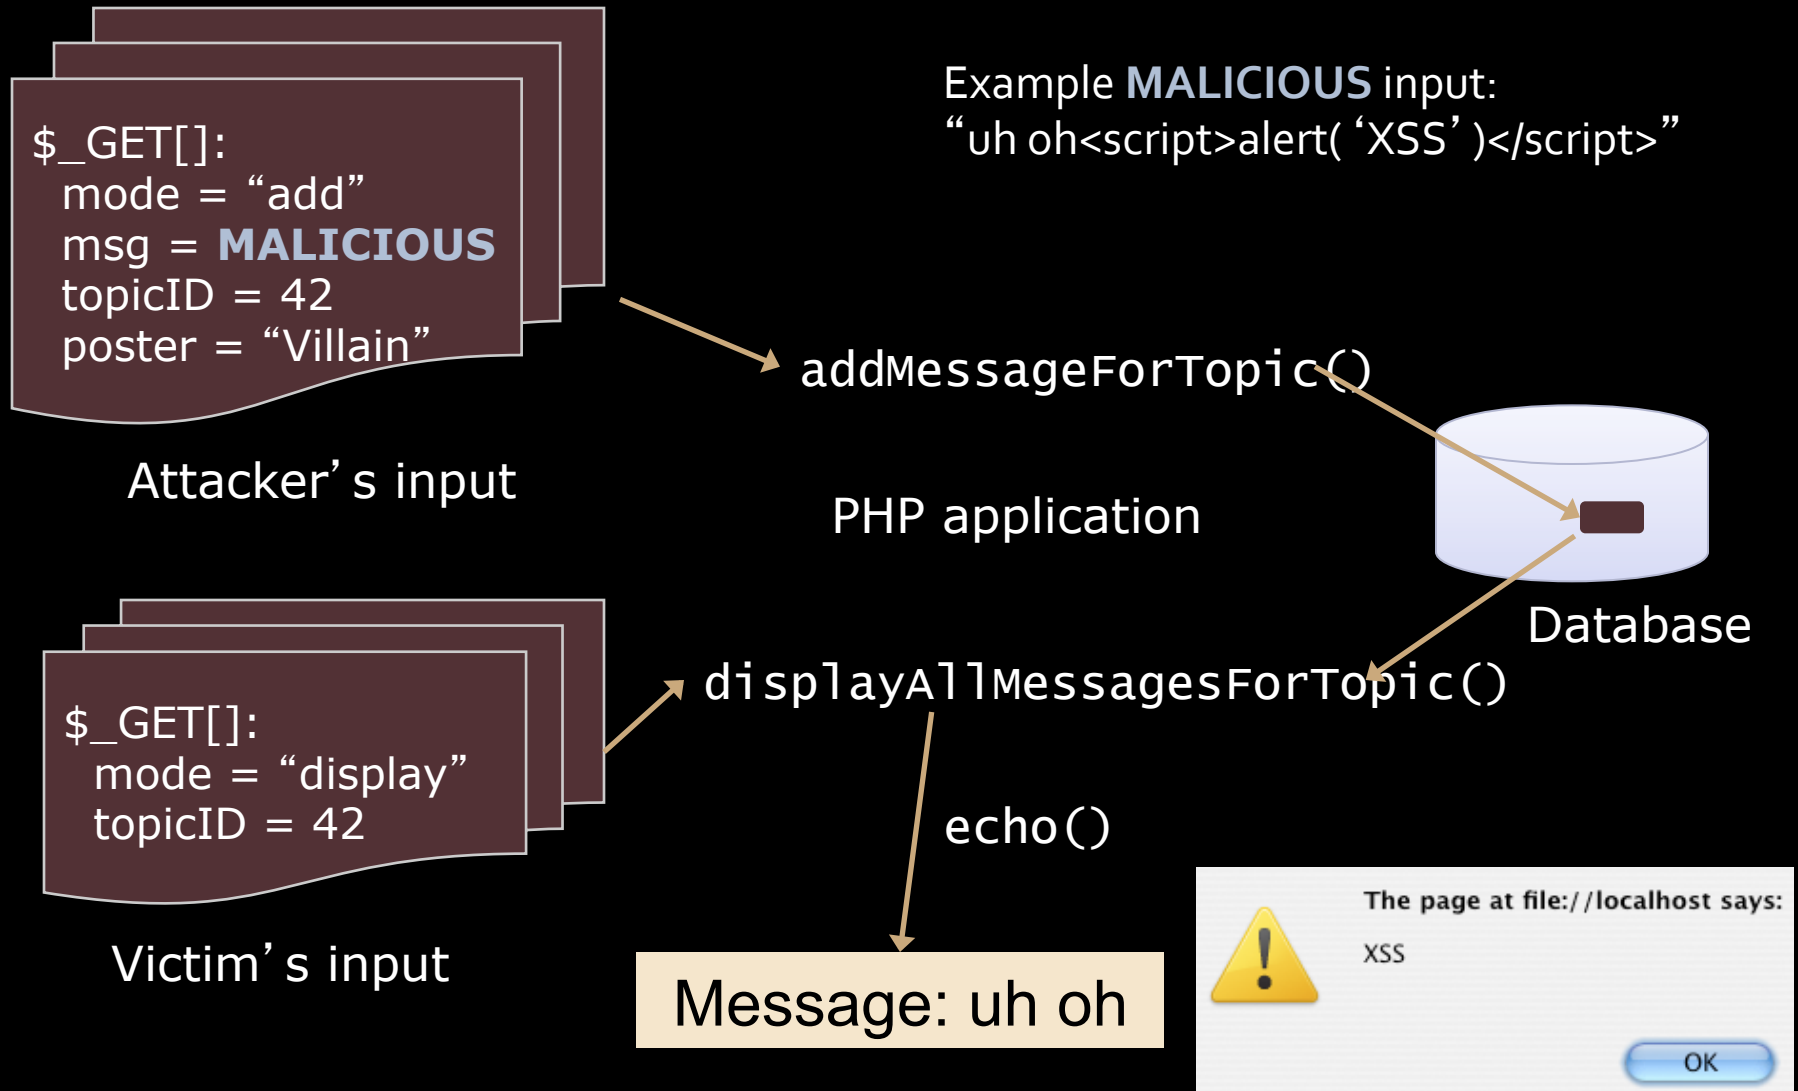 $_GET[]:
mode = “add”
msg = MALICIOUS
topicID = 42
poster = “Villain”
Attacker’s input
Example MALICIOUS input:
“uh oh<script>alert( ‘XSS’ )</script>”
addMessageForTopic()
PHP application
Database
$_GET[]:
mode = “display”
topicID = 42
Victim’s input
displayAllMessagesForTopic()
echo()
Message: uh oh
The page at file://localhost says:
XSS
OK